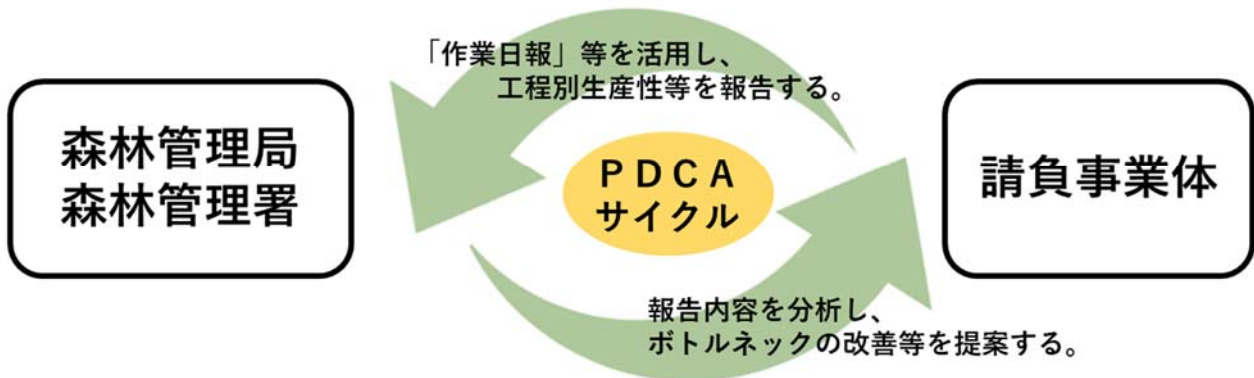 「作業日報」等を活用し、
工程別生産性等を報告する。
森林管理局
森林管理署
ＰＤＣＡ
サイクル
請負事業体
報告内容を分析し、
ボトルネックの改善等を提案する。